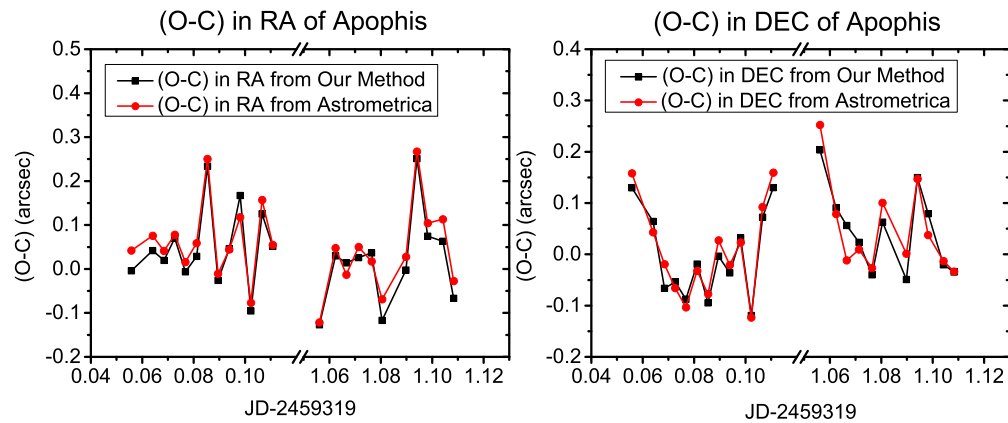 (O-C) in RA of Apophis
0.5
0.4
0.3
0.2
0.1
0.0
-0.1
-0.2
(O-C) (arcsec)
(O-C) in RA from Our Method
(O-C) in RA from Astrometrica
0.04 0.06 0.08 0.10 1.06 1.08 1.10 1.12
JD-2459319
(O-C) in DEC of Apophis
0.4
0.3
0.2
0.1
0.0
-0.1
-0.2
(O-C) (arcsec)
(O-C) in DEC from Our Method
(O-C) in DEC from Astrometrica
0.04 0.06 0.08 0.10 1.06 1.08 1.10 1.12
JD-2459319